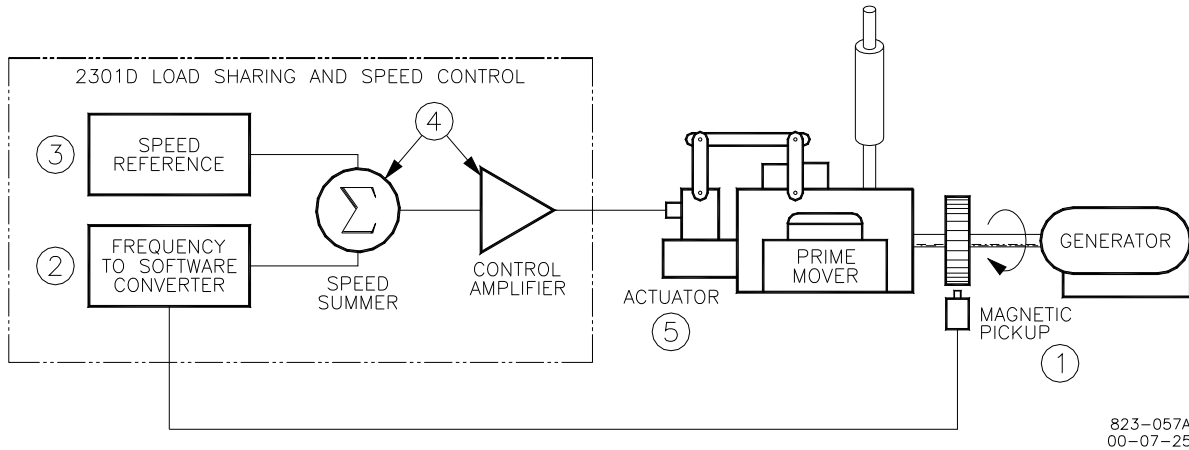 2301D LOAD SHARING AND SPEED CONTROL
3
SPEED
REFERENCE
4
Σ
2
FREQUENCY
TO SOFTWARE
CONVERTER
SPEED
SUMMER
CONTROL
AMPLIFIER
ACTUATOR
5
PRIME
MOVER
GENERATOR
MAGNETIC
PICKUP
1
823-057A
00-07-25